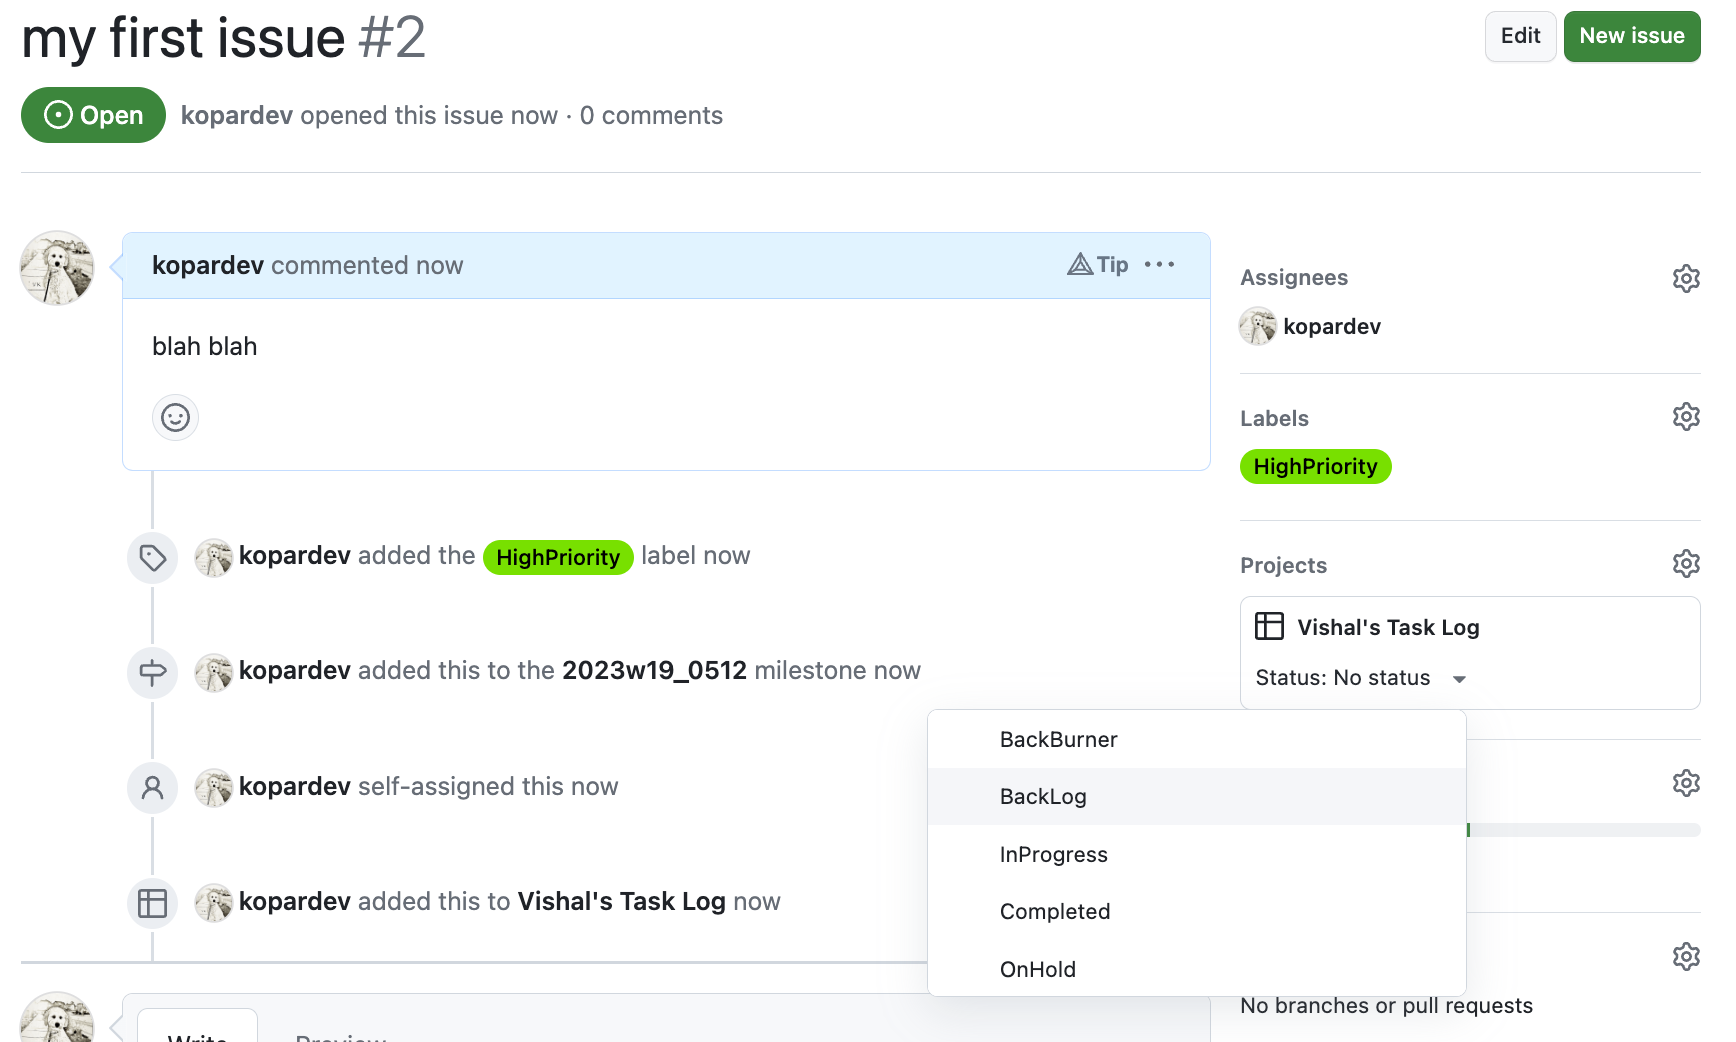 my first issue #2
Edit
New issue
Open
kopardev opened this issue now · 0 comments
kopardev commented now
Tip
blah blah
kopardev added the HighPriority label now
kopardev added this to the 2023w19_0512 milestone now
kopardev self-assigned this now
kopardev added this to Vishal's Task Log now
Write
Preview
Assignees
kopardev
Labels
HighPriority
Projects
Vishal's Task Log
Status: No status
BackBurner
BackLog
InProgress
Completed
OnHold
No branches or pull requests